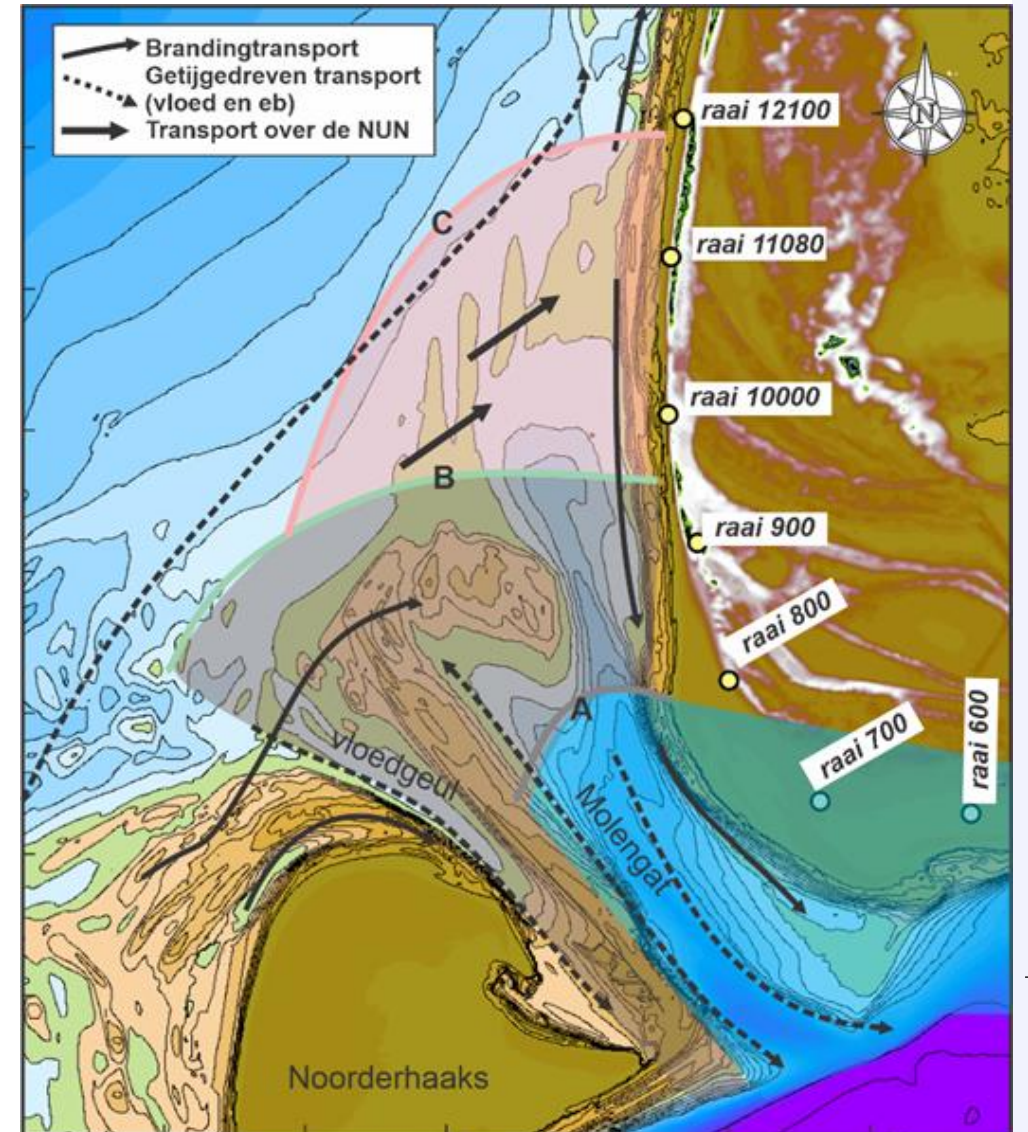 Brandingtransport
Getijgedreven transport
(vloed en eb)
Transport over de NUN
N
raai 12100
C
raai 11080
raai 10000
B
raai 900
raai 800
A
raai 700
raai 600
vloedgeul
Molengat
Noorderhaaks